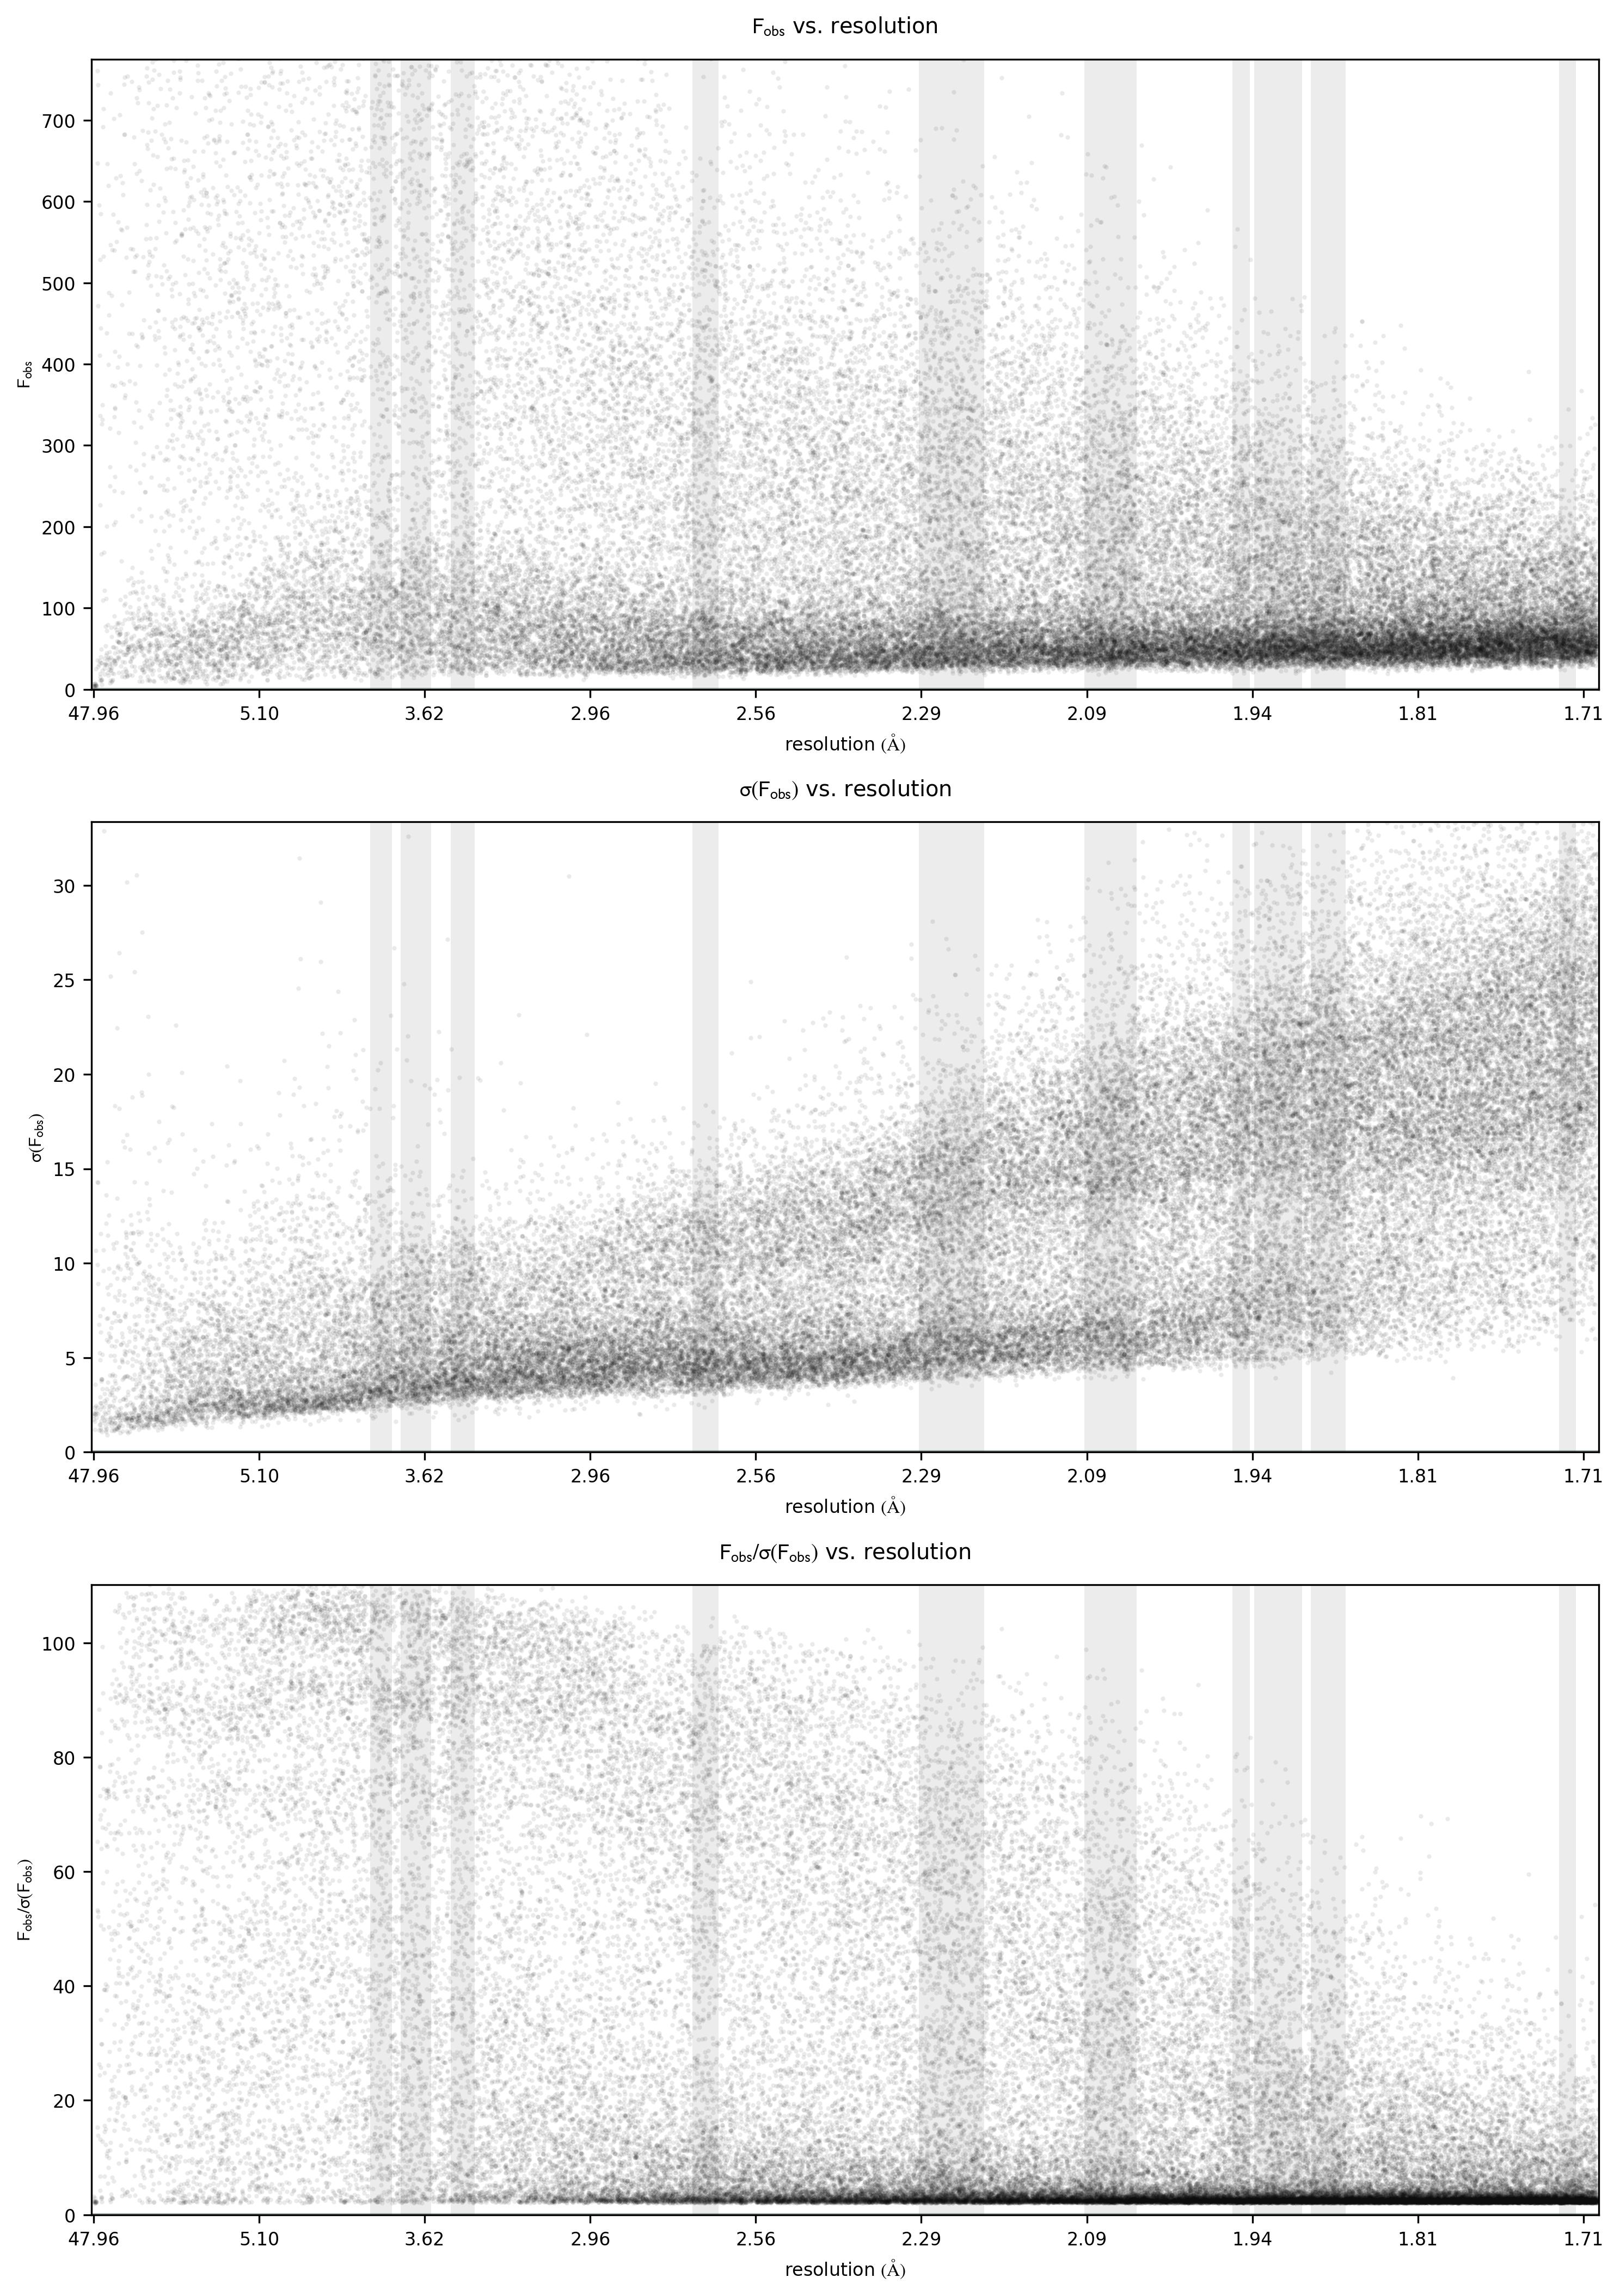 Fobs vs. resolution
700
600
500
400
300
200
100
0
Fobs
47.96 5.10 3.62 2.96 2.56 2.29 2.09 1.94 1.81 1.71
resolution (Å)
σ(Fobs) vs. resolution
30
25
20
15
10
5
0
σ(Fobs)
47.96 5.10 3.62 2.96 2.56 2.29 2.09 1.94 1.81 1.71
resolution (Å)
Fobs/σ(Fobs) vs. resolution
100
80
60
40
20
0
Fobs/σ(Fobs)
47.96 5.10 3.62 2.96 2.56 2.29 2.09 1.94 1.81 1.71
resolution (Å)